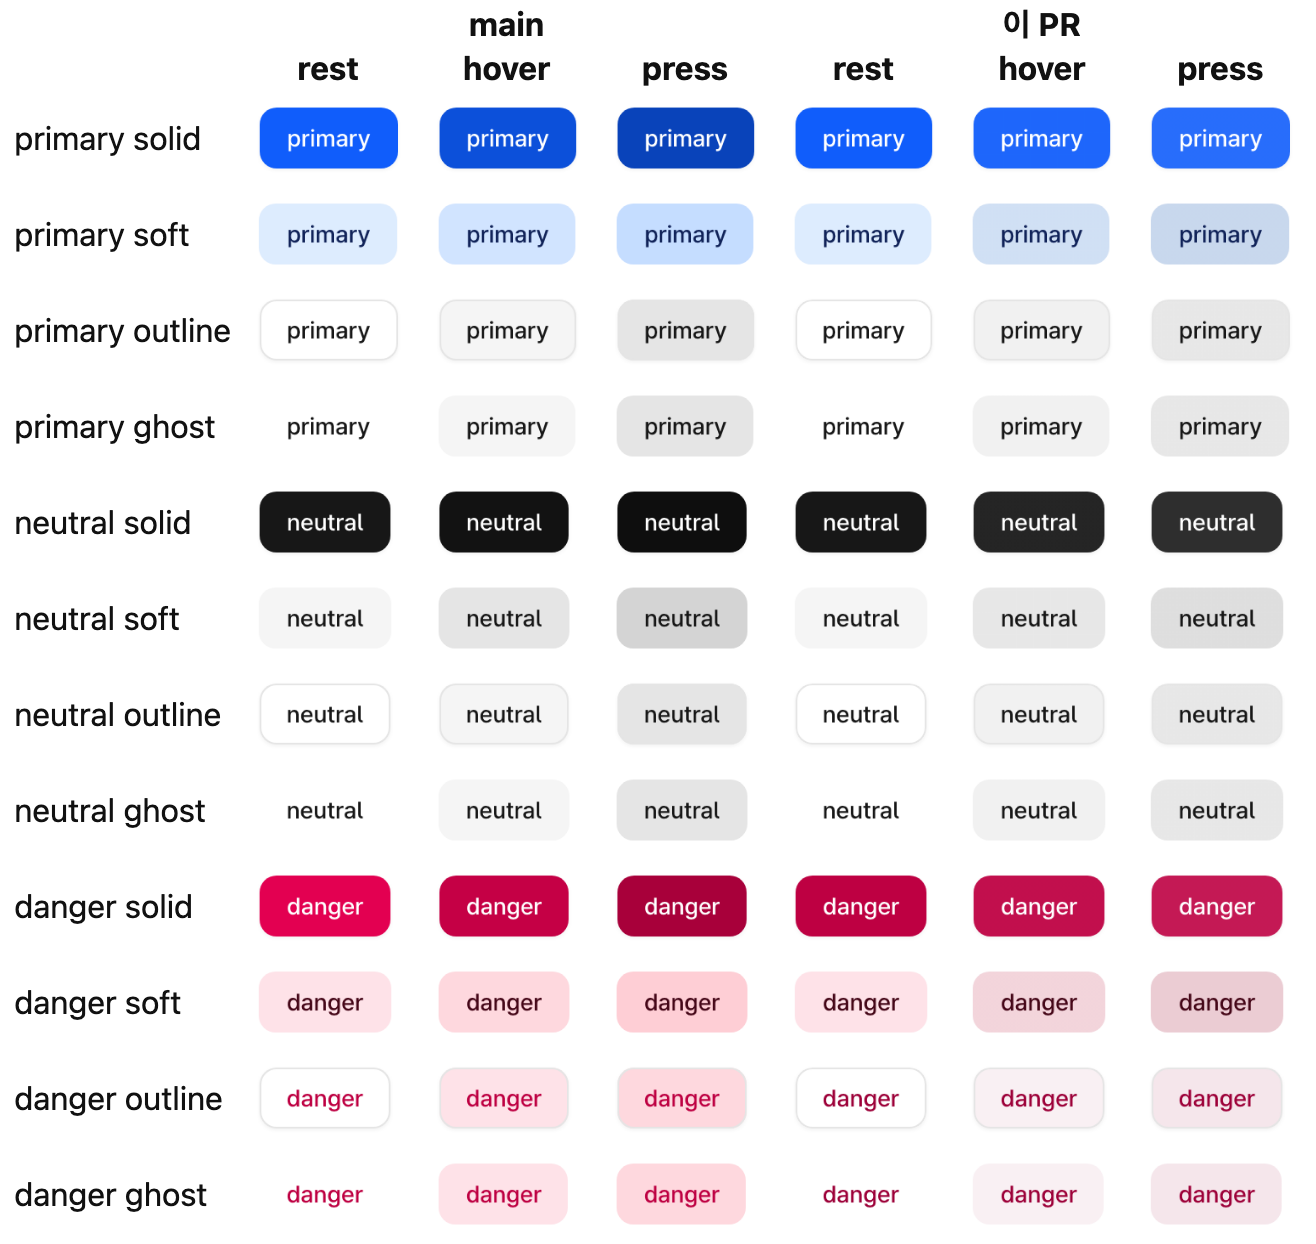 main 이 PR
rest hover press rest hover press
primary solid primary primary primary primary primary primary
primary soft primary primary primary primary primary primary
primary outline primary primary primary primary primary primary
primary ghost primary primary primary primary primary primary
neutral solid neutral neutral neutral neutral neutral neutral
neutral soft neutral neutral neutral neutral neutral neutral
neutral outline neutral neutral neutral neutral neutral neutral
neutral ghost neutral neutral neutral neutral neutral neutral
danger solid danger danger danger danger danger danger
danger soft danger danger danger danger danger danger
danger outline danger danger danger danger danger danger
danger ghost danger danger danger danger danger danger